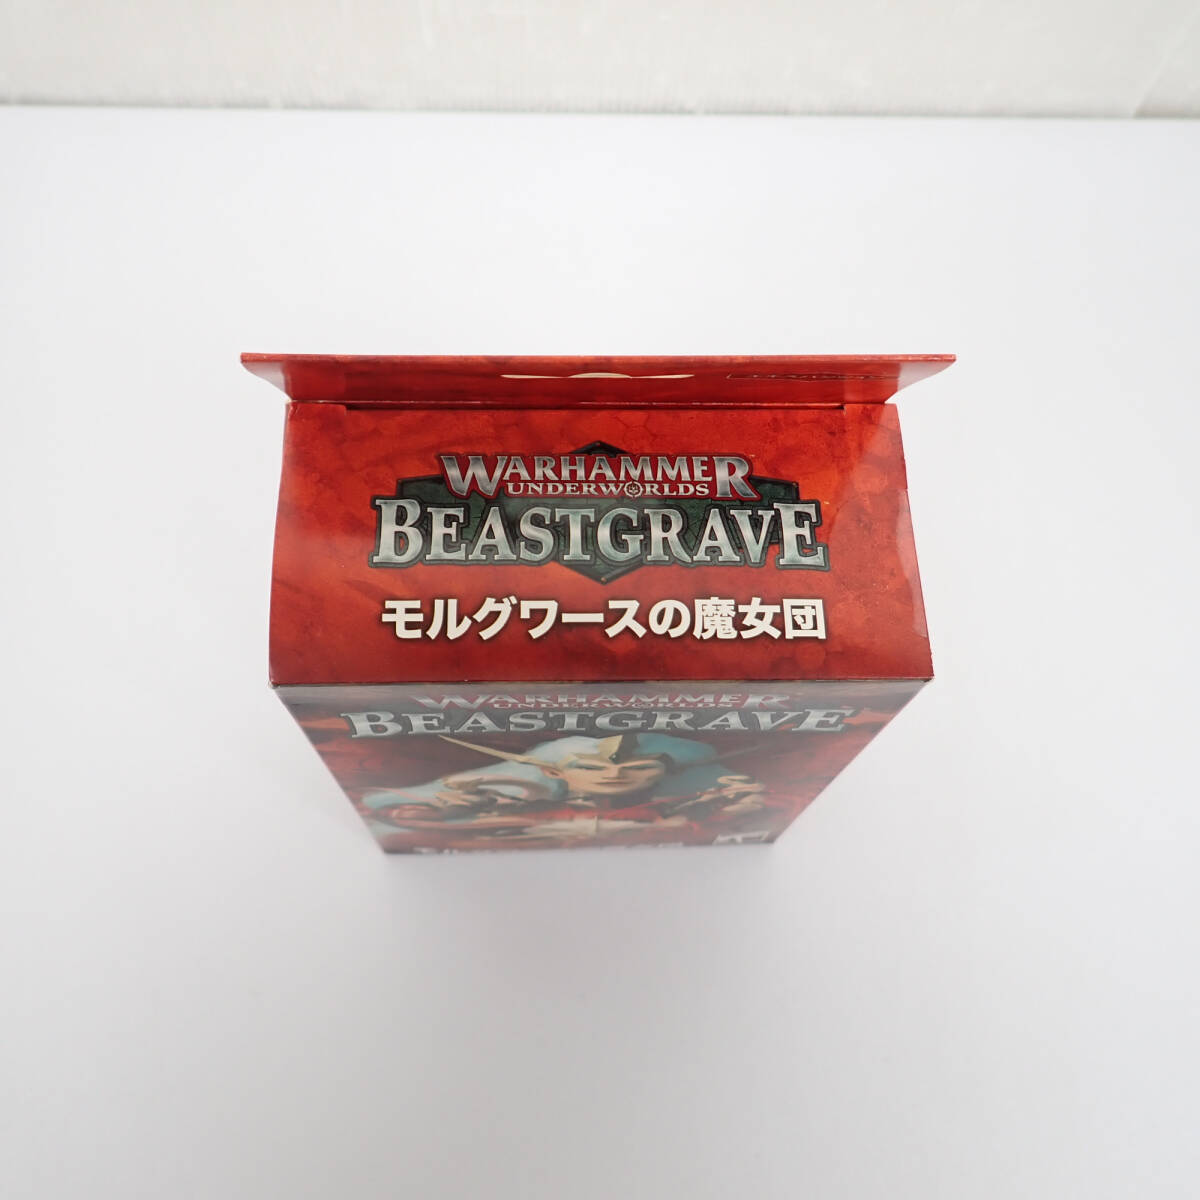 WARHAMMER
UNDERWORLDS
BEASTGRAVE
モルグワースの魔女団
WARHAMMER
UNDERWORLDS
BEASTGRAVE